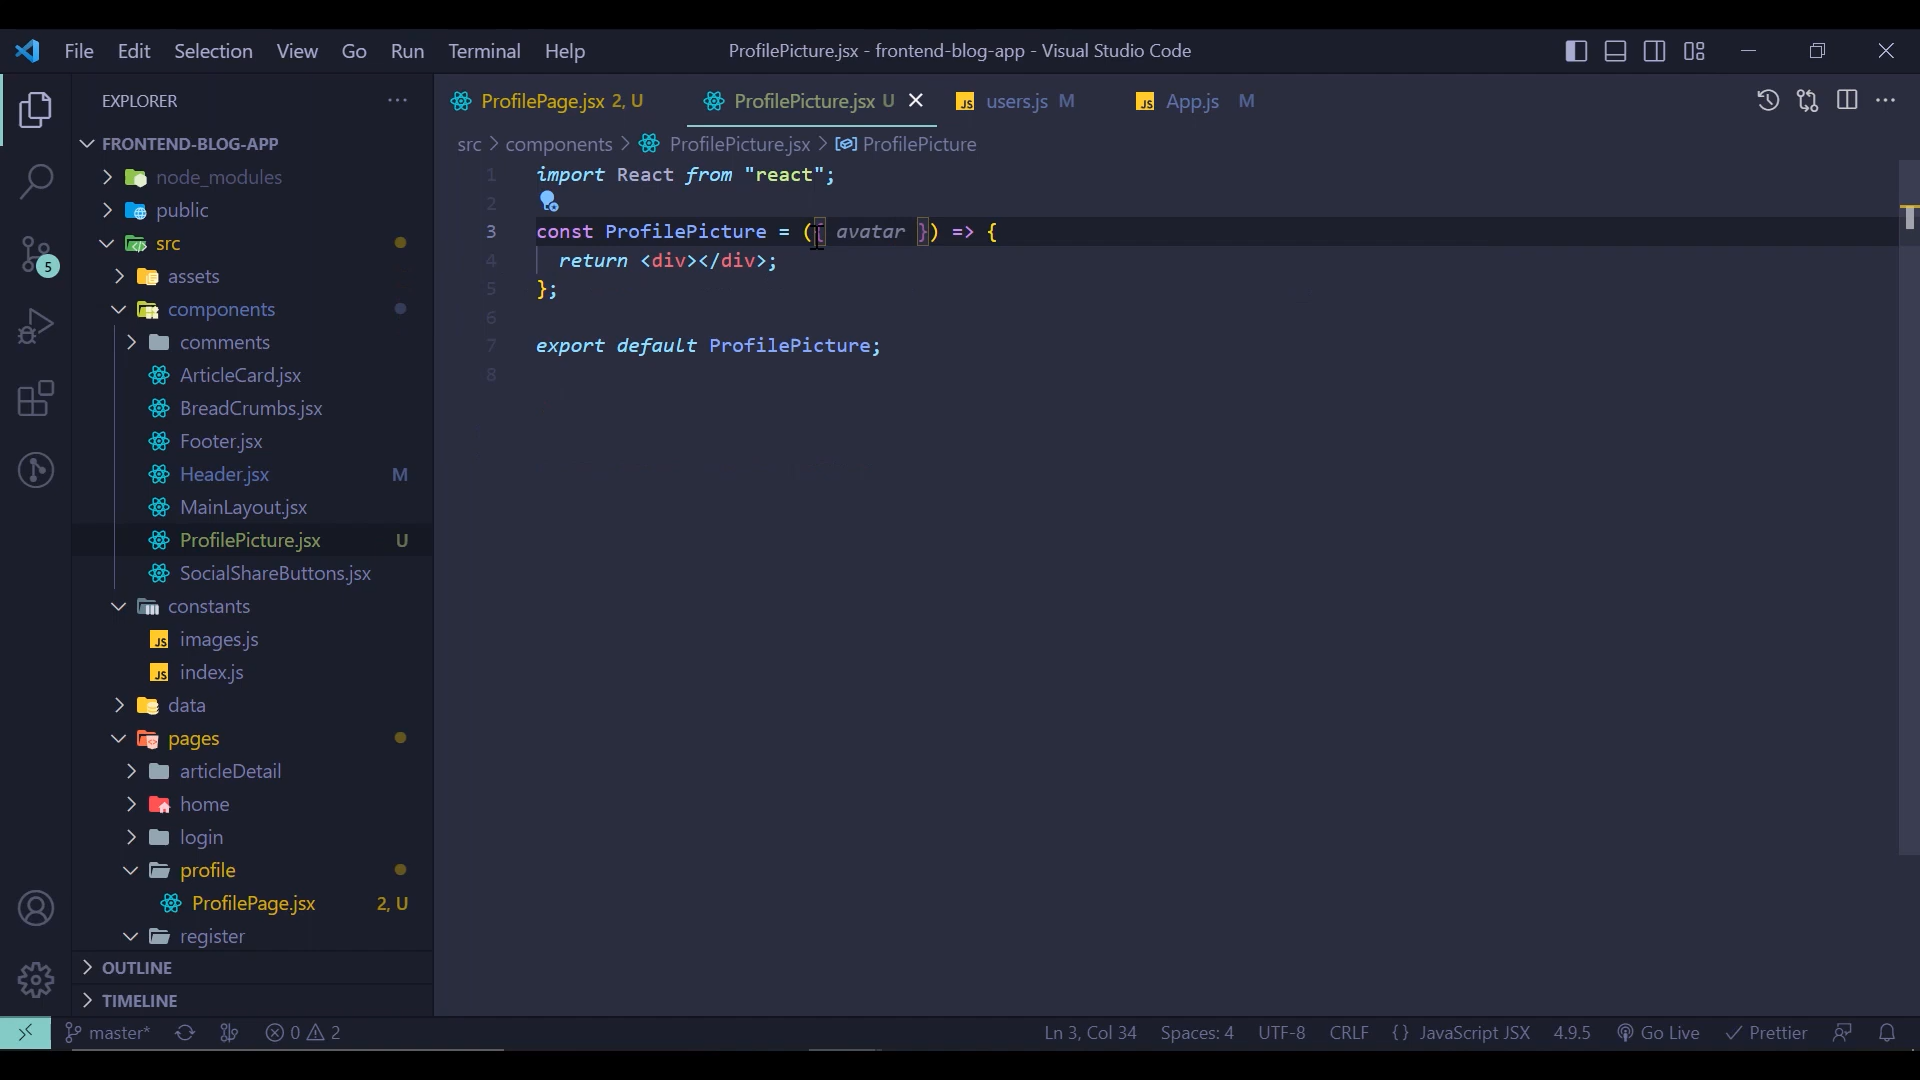 File Edit Selection View Go Run Terminal Help
ProfilePicture.jsx - frontend-blog-app - Visual Studio Code
EXPLORER
FRONTEND-BLOG-APP
node_modules
public
src
assets
components
comments
ArticleCard.jsx
BreadCrumbs.jsx
Footer.jsx
Header.jsx M
MainLayout.jsx
ProfilePicture.jsx U
SocialShareButtons.jsx
constants
JS images.js
JS index.js
data
pages
articleDetail
home
login
profile
ProfilePage.jsx 2, U
register
OUTLINE
TIMELINE
5
ProfilePage.jsx 2, U ProfilePicture.jsx U JS users.js M JS App.js M
src > components > ProfilePicture.jsx > ProfilePicture
1 import React from "react";
2
3 const ProfilePicture = ({ avatar }) => {
4 return <div></div>;
5 };
6
7 export default ProfilePicture;
8
master* 0 2 Ln 3, Col 34 Spaces: 4 UTF-8 CRLF {} JavaScript JSX 4.9.5 Go Live Prettier